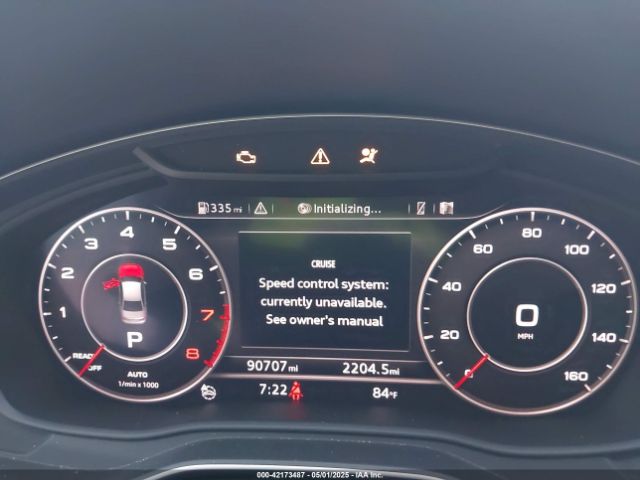 335 mi
Initializing...
CRUISE
Speed control system:
currently unavailable.
See owner's manual
1 2 3 4 5 6 7 8
READY
OFF
P
AUTO
1/min x 1000
0 20 40 60 80 100 120 140 160
0
MPH
90707 mi
2204.5 mi
7:22
84°F
000-42173487 - 05/01/2025 - IAA Inc.